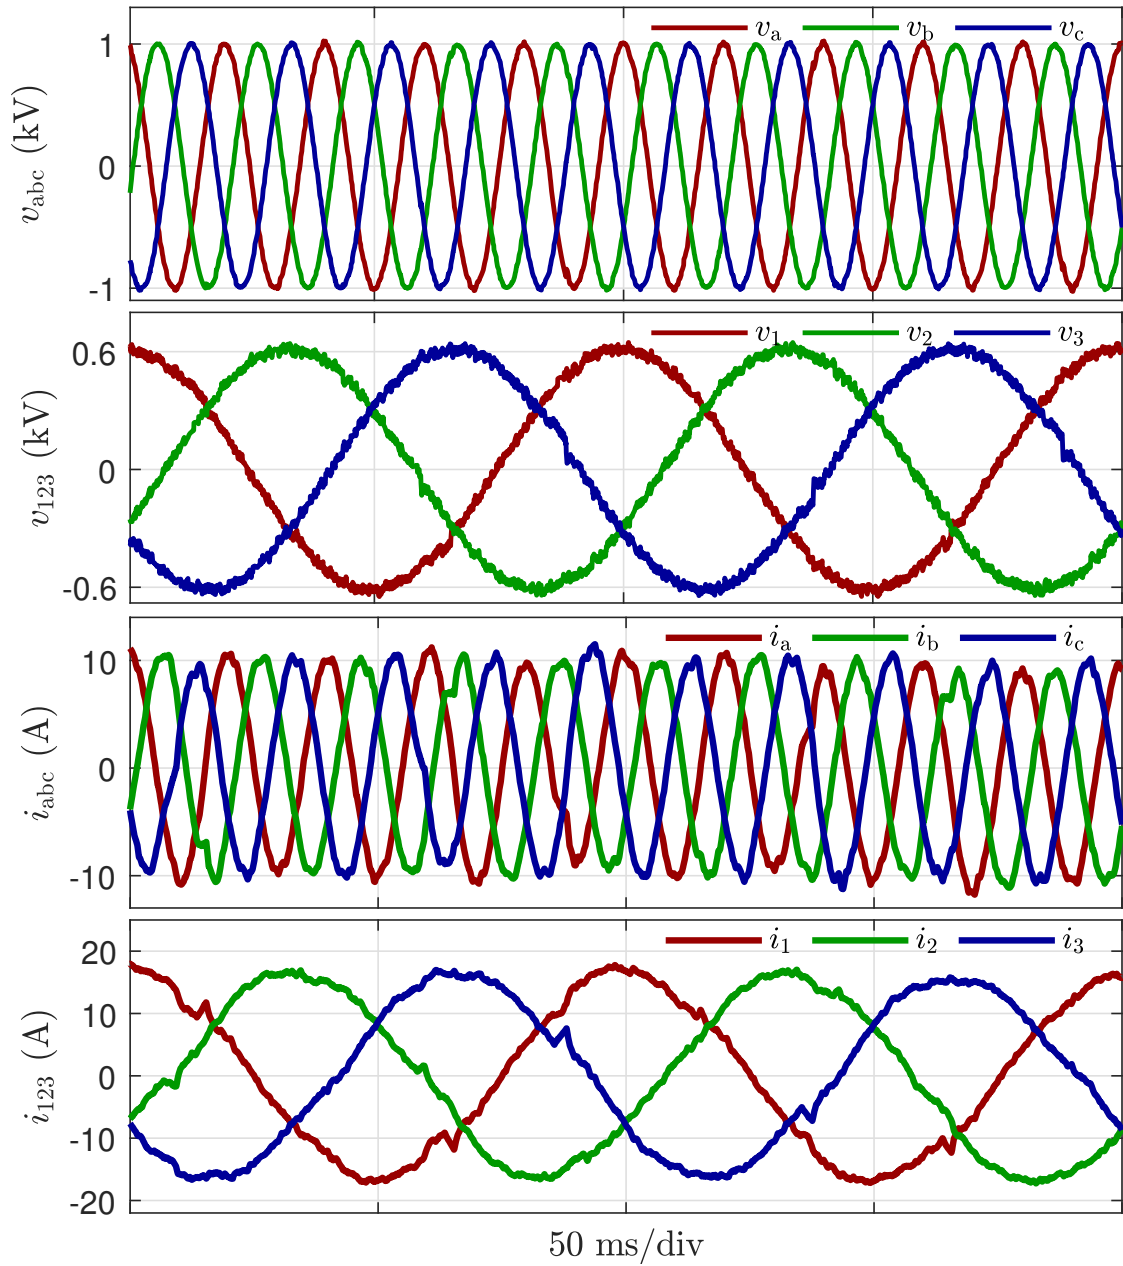 v_a v_b v_c
1
0
-1
v_abc (kV)
v_1 v_2 v_3
0.6
0
-0.6
v_123 (kV)
i_a i_b i_c
10
0
-10
i_abc (A)
i_1 i_2 i_3
20
10
0
-10
-20
i_123 (A)
50 ms/div